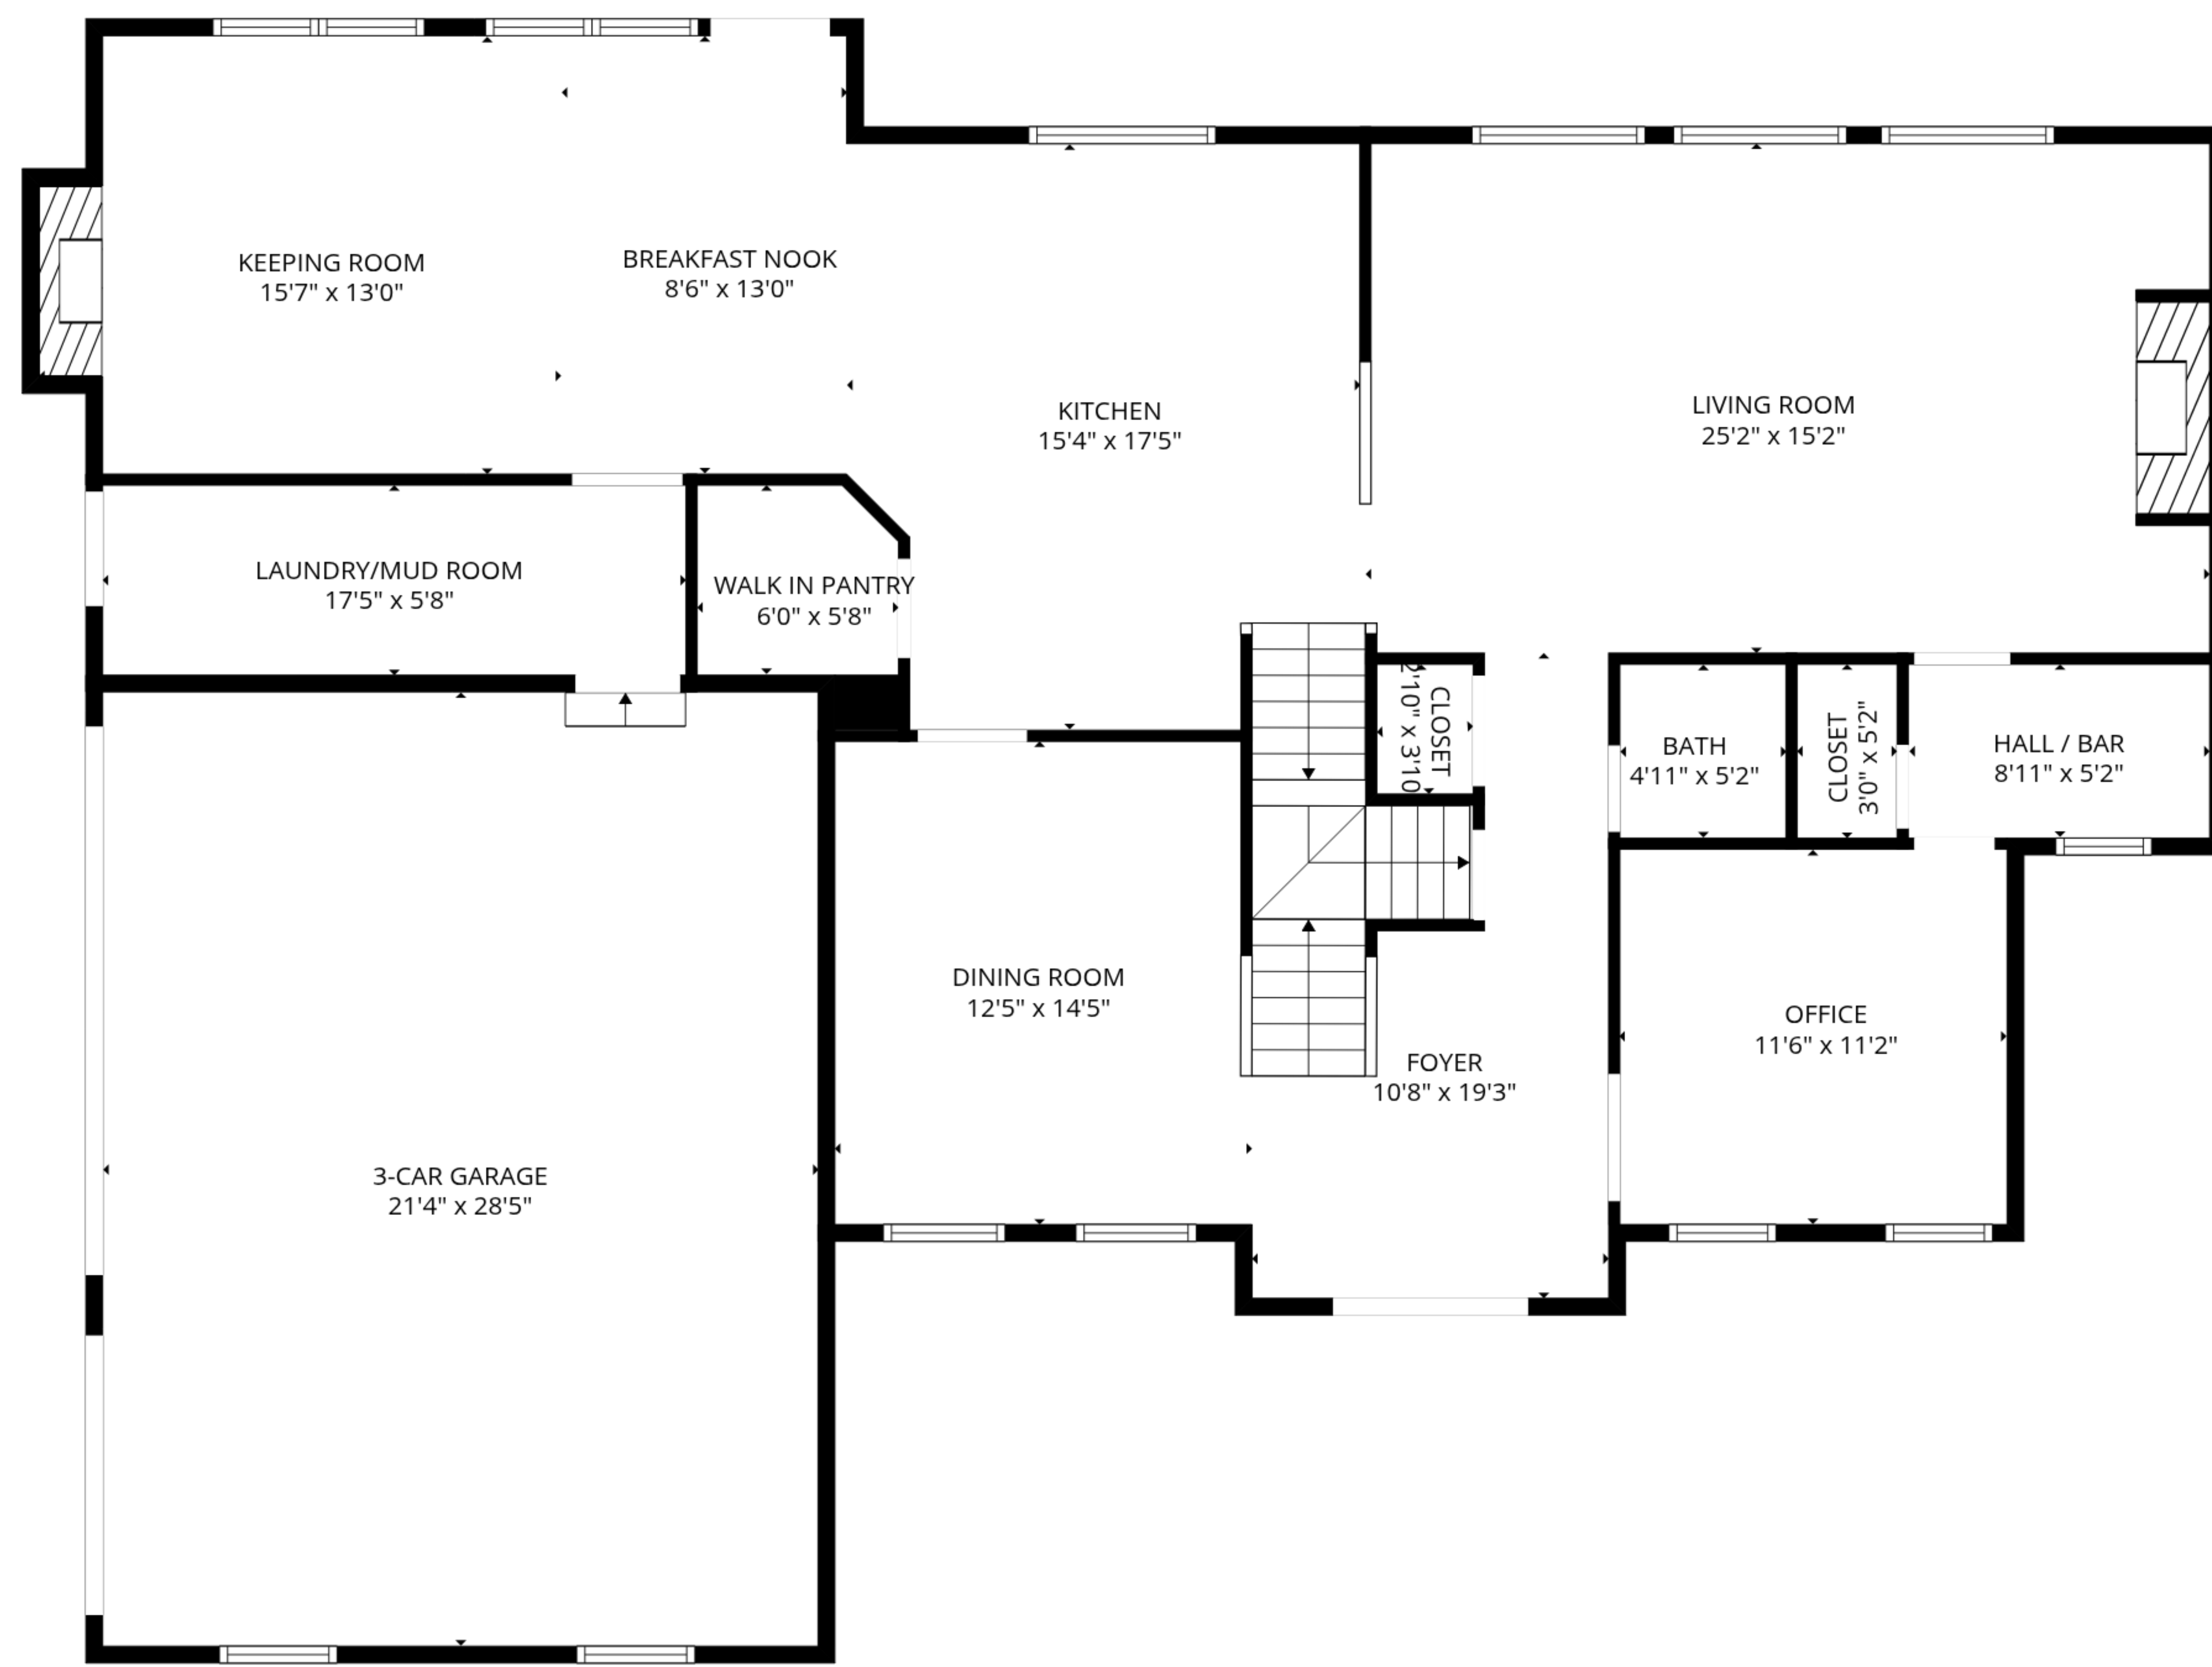 KEEPING ROOM
15'7" x 13'0"
BREAKFAST NOOK
8'6" x 13'0"
KITCHEN
15'4" x 17'5"
LIVING ROOM
25'2" x 15'2"
LAUNDRY/MUD ROOM
17'5" x 5'8"
WALK IN PANTRY
6'0" x 5'8"
CLOSET
2'10" x 3'10
BATH
4'11" x 5'2"
CLOSET
3'0" x 5'2"
HALL / BAR
8'11" x 5'2"
DINING ROOM
12'5" x 14'5"
FOYER
10'8" x 19'3"
OFFICE
11'6" x 11'2"
3-CAR GARAGE
21'4" x 28'5"